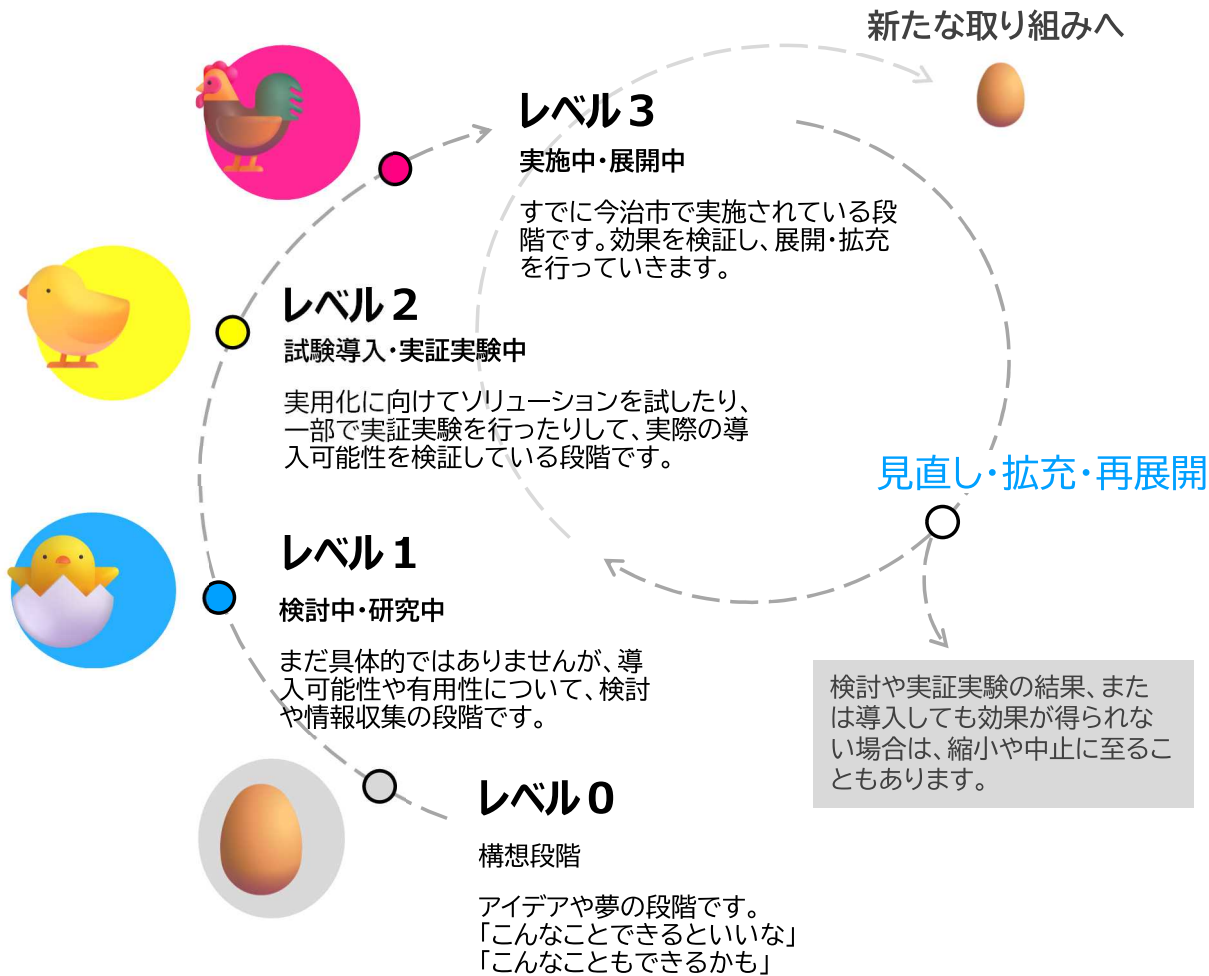 新たな取り組みへ
レベル３
実施中・展開中
すでに今治市で実施されている段
階です。効果を検証し、展開・拡充
を行っていきます。
レベル２
試験導入・実証実験中
実用化に向けてソリューションを試したり、
一部で実証実験を行ったりして、実際の導
入可能性を検証している段階です。
見直し・拡充・再展開
レベル１
検討中・研究中
まだ具体的ではありませんが、導
入可能性や有用性について、検討
や情報収集の段階です。
検討や実証実験の結果、また
は導入しても効果が得られな
い場合は、縮小や中止に至るこ
ともあります。
レベル０
構想段階
アイデアや夢の段階です。
「こんなことできるといいな」
「こんなこともできるかも」